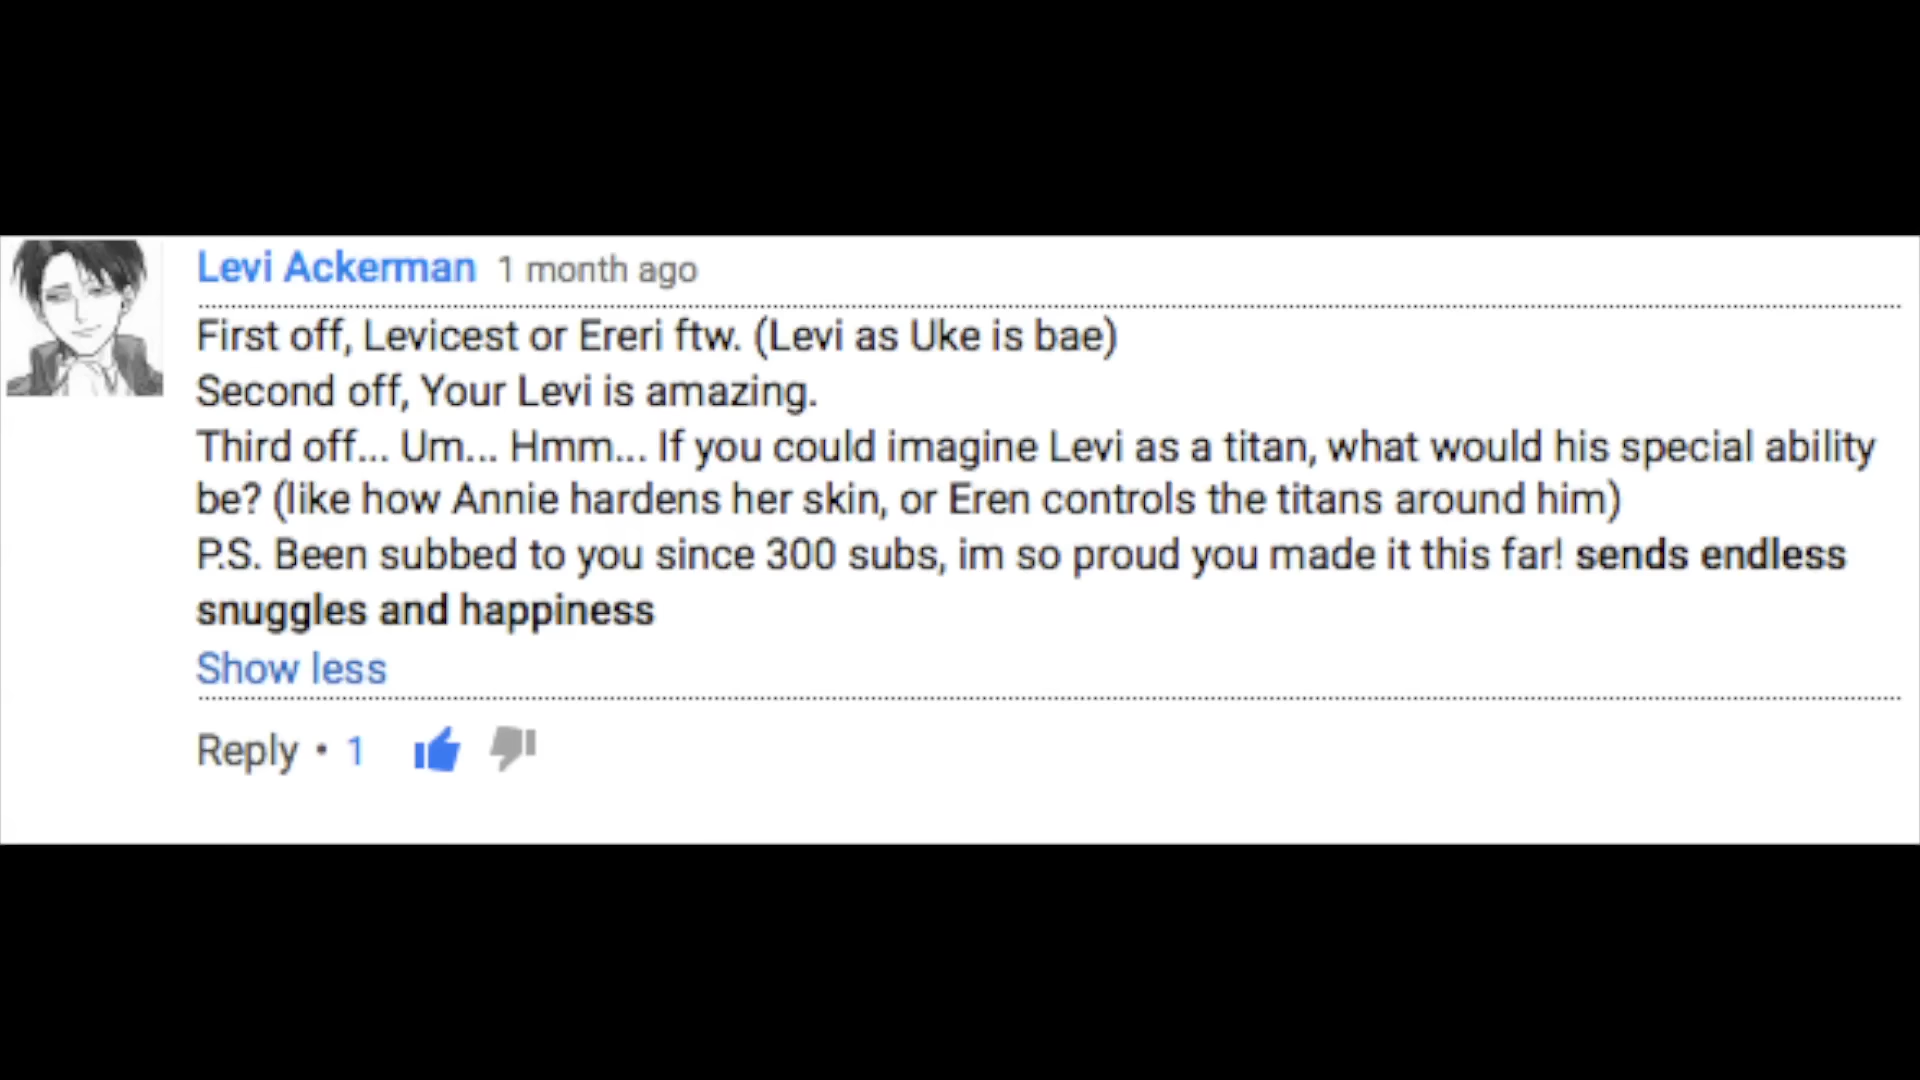 Levi Ackerman 1 month ago
First off, Levicest or Ereri ftw. (Levi as Uke is bae)
Second off, Your Levi is amazing.
Third off... Um... Hmm... If you could imagine Levi as a titan, what would his special ability
be? (like how Annie hardens her skin, or Eren controls the titans around him)
P.S. Been subbed to you since 300 subs, im so proud you made it this far! sends endless
snuggles and happiness
Show less
Reply • 1